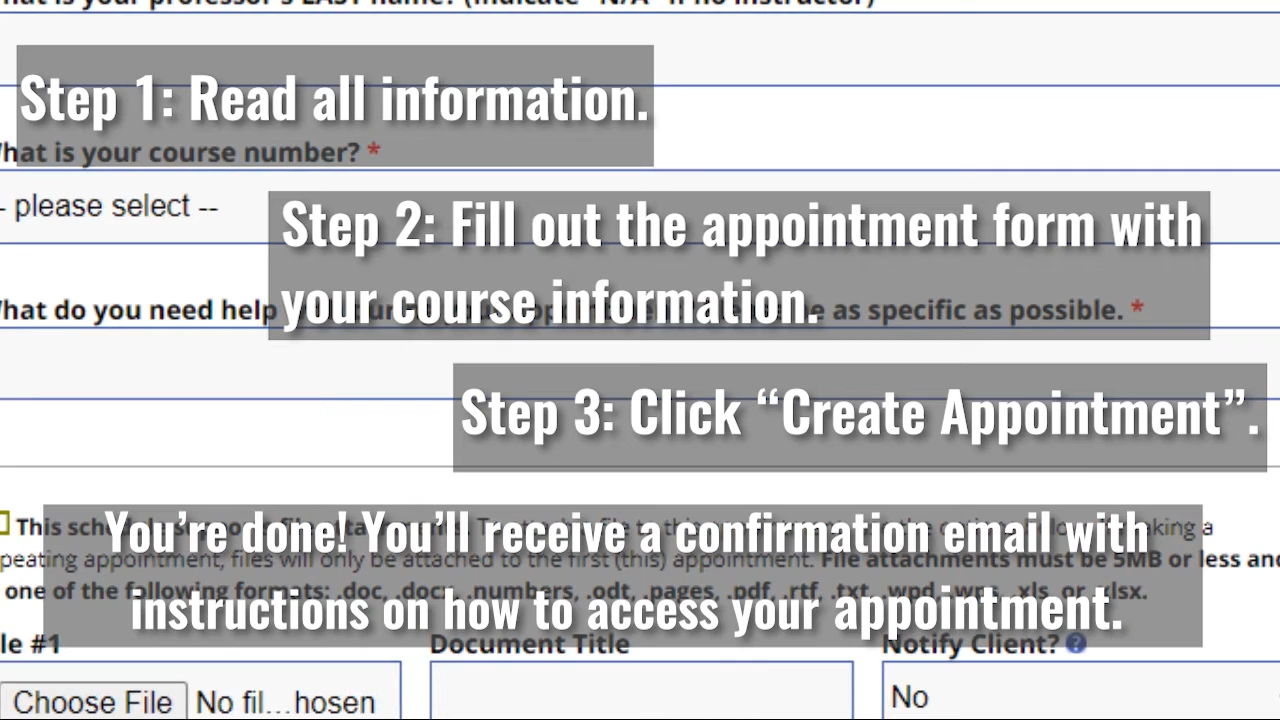 hat is your professor's LAST name? (Indicate "N/A" if no instructor)
Step 1: Read all information.
What is your course number? *
- please select --
Step 2: Fill out the appointment form with
your course information.
What do you need help as specific as possible. *
Step 3: Click “Create Appointment”.
You’re done! You’ll receive a confirmation email with
This
peating appointment, files will only be attached to the first (this) appointment. File attachments must be 5MB or less and
one of the following formats: .doc, .docx, .numbers, .odt, .pages, .pdf, .rtf, .txt, .wpd, .wps, .xls, or .xlsx.
instructions on how to access your appointment.
le #1 Document Title Notify Client? ?
Choose File No fil...hosen No